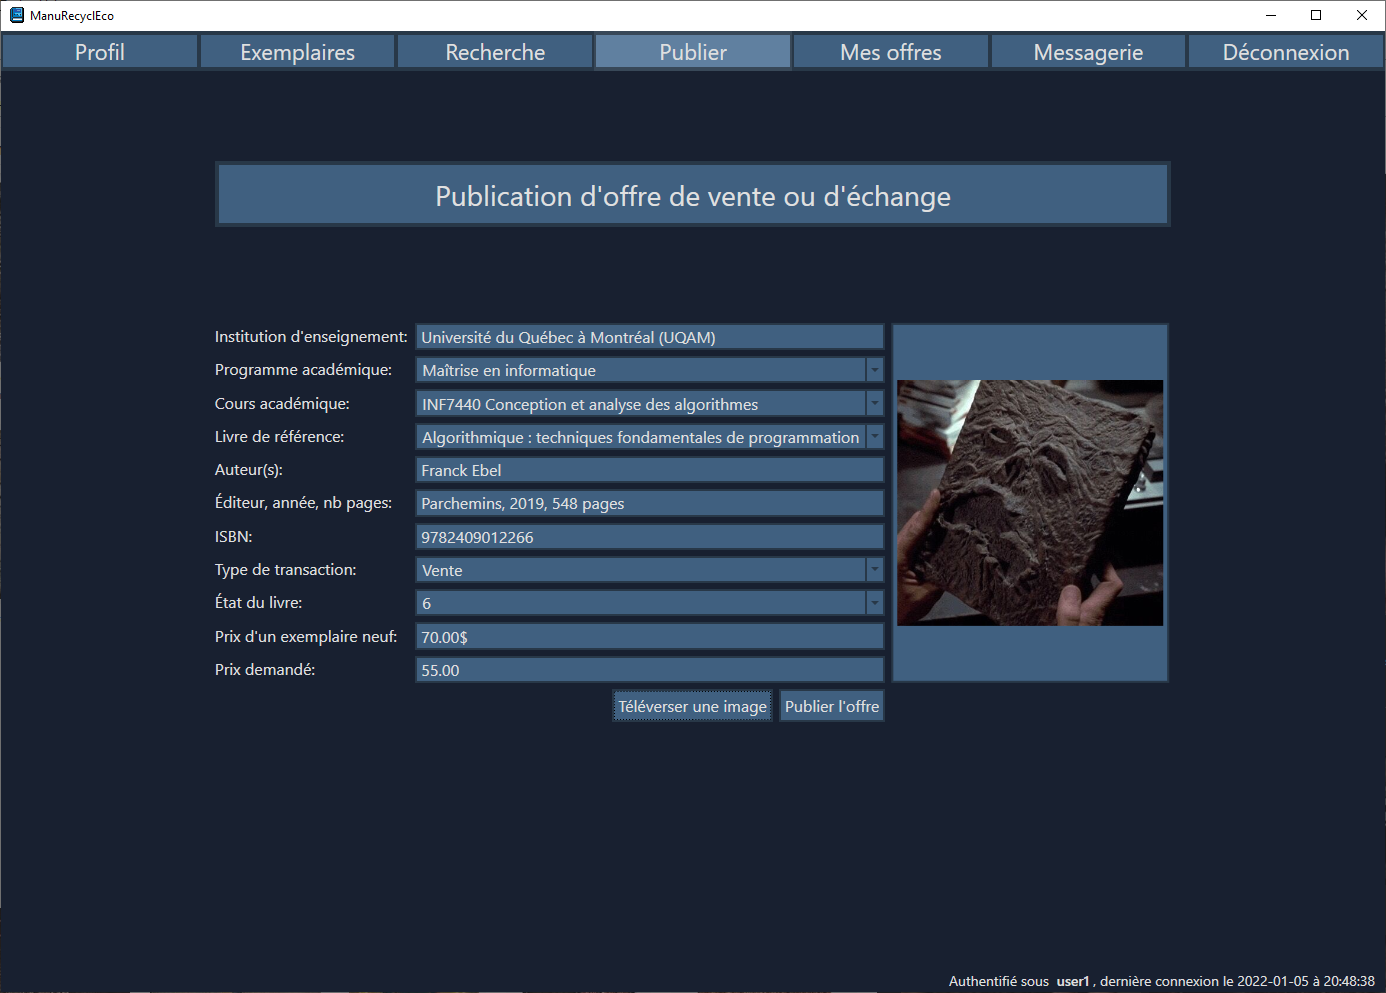 ManuRecyclEco
Profil Exemplaires Recherche Publier Mes offres Messagerie Déconnexion
Publication d'offre de vente ou d'échange
Institution d'enseignement: Université du Québec à Montréal (UQAM)
Programme académique: Maîtrise en informatique
Cours académique: INF7440 Conception et analyse des algorithmes
Livre de référence: Algorithmique : techniques fondamentales de programmation
Auteur(s): Franck Ebel
Éditeur, année, nb pages: Parchemins, 2019, 548 pages
ISBN: 9782409012266
Type de transaction: Vente
État du livre: 6
Prix d'un exemplaire neuf: 70.00$
Prix demandé: 55.00
Téléverser une image Publier l'offre
Authentifié sous user1 , dernière connexion le 2022-01-05 à 20:48:38